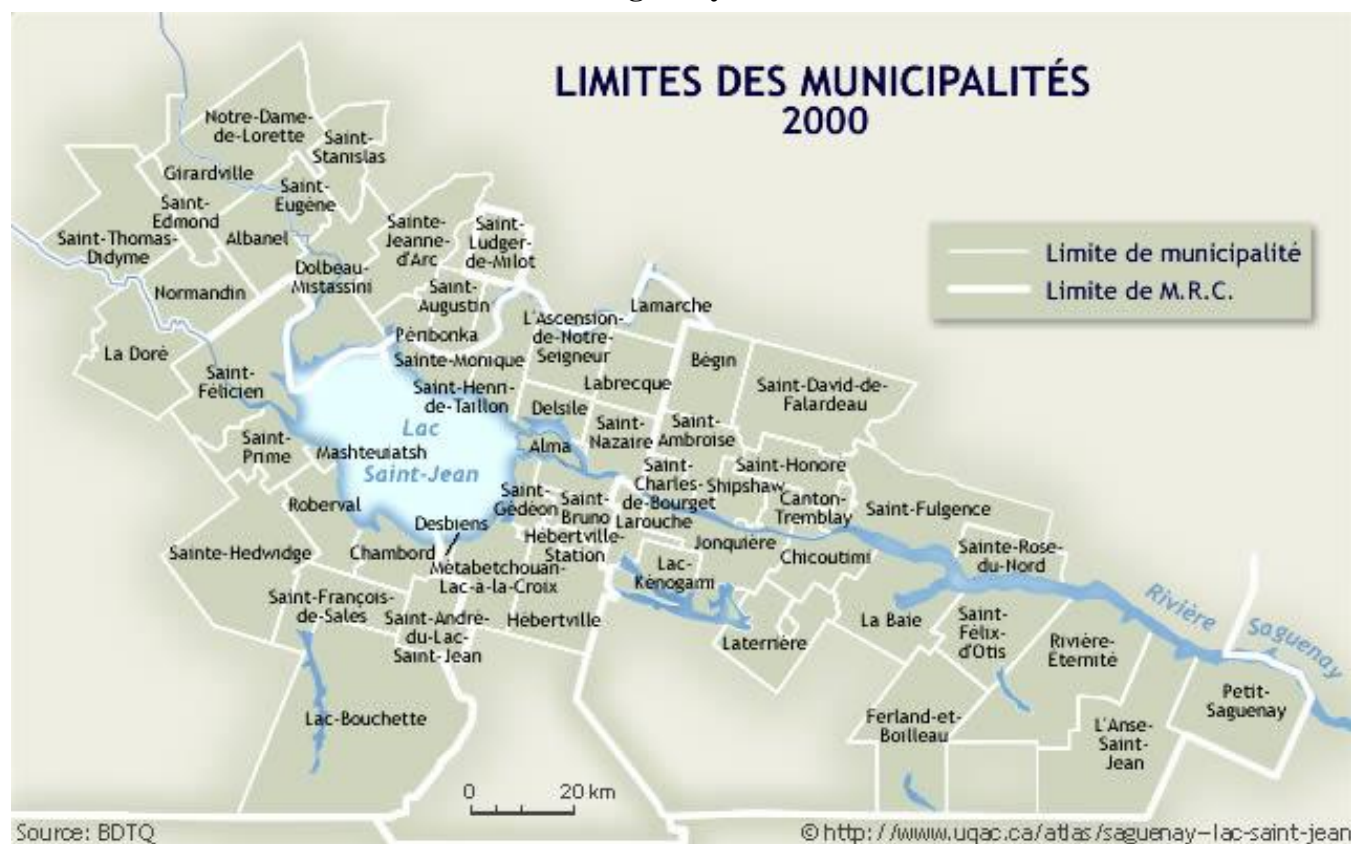 LIMITES DES MUNICIPALITÉS
2000
Limite de municipalité
Limite de M.R.C.
Notre-Dame-
de-Lorette
Saint-
Stanislas
Girardville
Saint-
Edmond
Saint-
Eugène
Saint-Thomas-
Didyme
Albanel
Sainte-
Jeanne-
d'Arc
Saint-
Ludger-
de-Milot
Normandin
Dolbeau-
Mistassini
Saint-
Augustin
Lamarche
La Doré
Péribonka
L'Ascension-
de-Notre-
Seigneur
Saint-
Félicien
Sainte-Monique
Bégin
Saint-Henri-
de-Taillon
Labrecque
Saint-David-de-
Falardeau
Lac
Saint-Jean
Delsile
Saint-
Prime
Mashteuiatsh
Alma
Saint-
Nazaire
Saint-
Ambroise
Saint-Honoré
Roberval
Saint-
Gédéon
Saint-
Bruno
Saint-
Charles-
de-Bourget
Shipshaw
Canton-
Tremblay
Saint-Fulgence
Desbiens
Larouche
Sainte-Hedwidge
Chambord
Hébertville-
Station
Jonquière
Chicoutimi
Sainte-Rose-
du-Nord
Métabetchouan-
Lac-à-la-Croix
Lac-
Kénogami
Saint-François-
de-Sales
Saint-André-
du-Lac-
Saint-Jean
Hébertville
Laterrière
La Baie
Saint-
Félix-
d'Otis
Rivière-
Éternité
Rivière
Saguenay
Lac-Bouchette
Ferland-et-
Boilleau
L'Anse-
Saint-
Jean
Petit-
Saguenay
0 20 km
Source: BDTQ
©http://www.uqac.ca/atlas/saguenay-lac-saint-jean